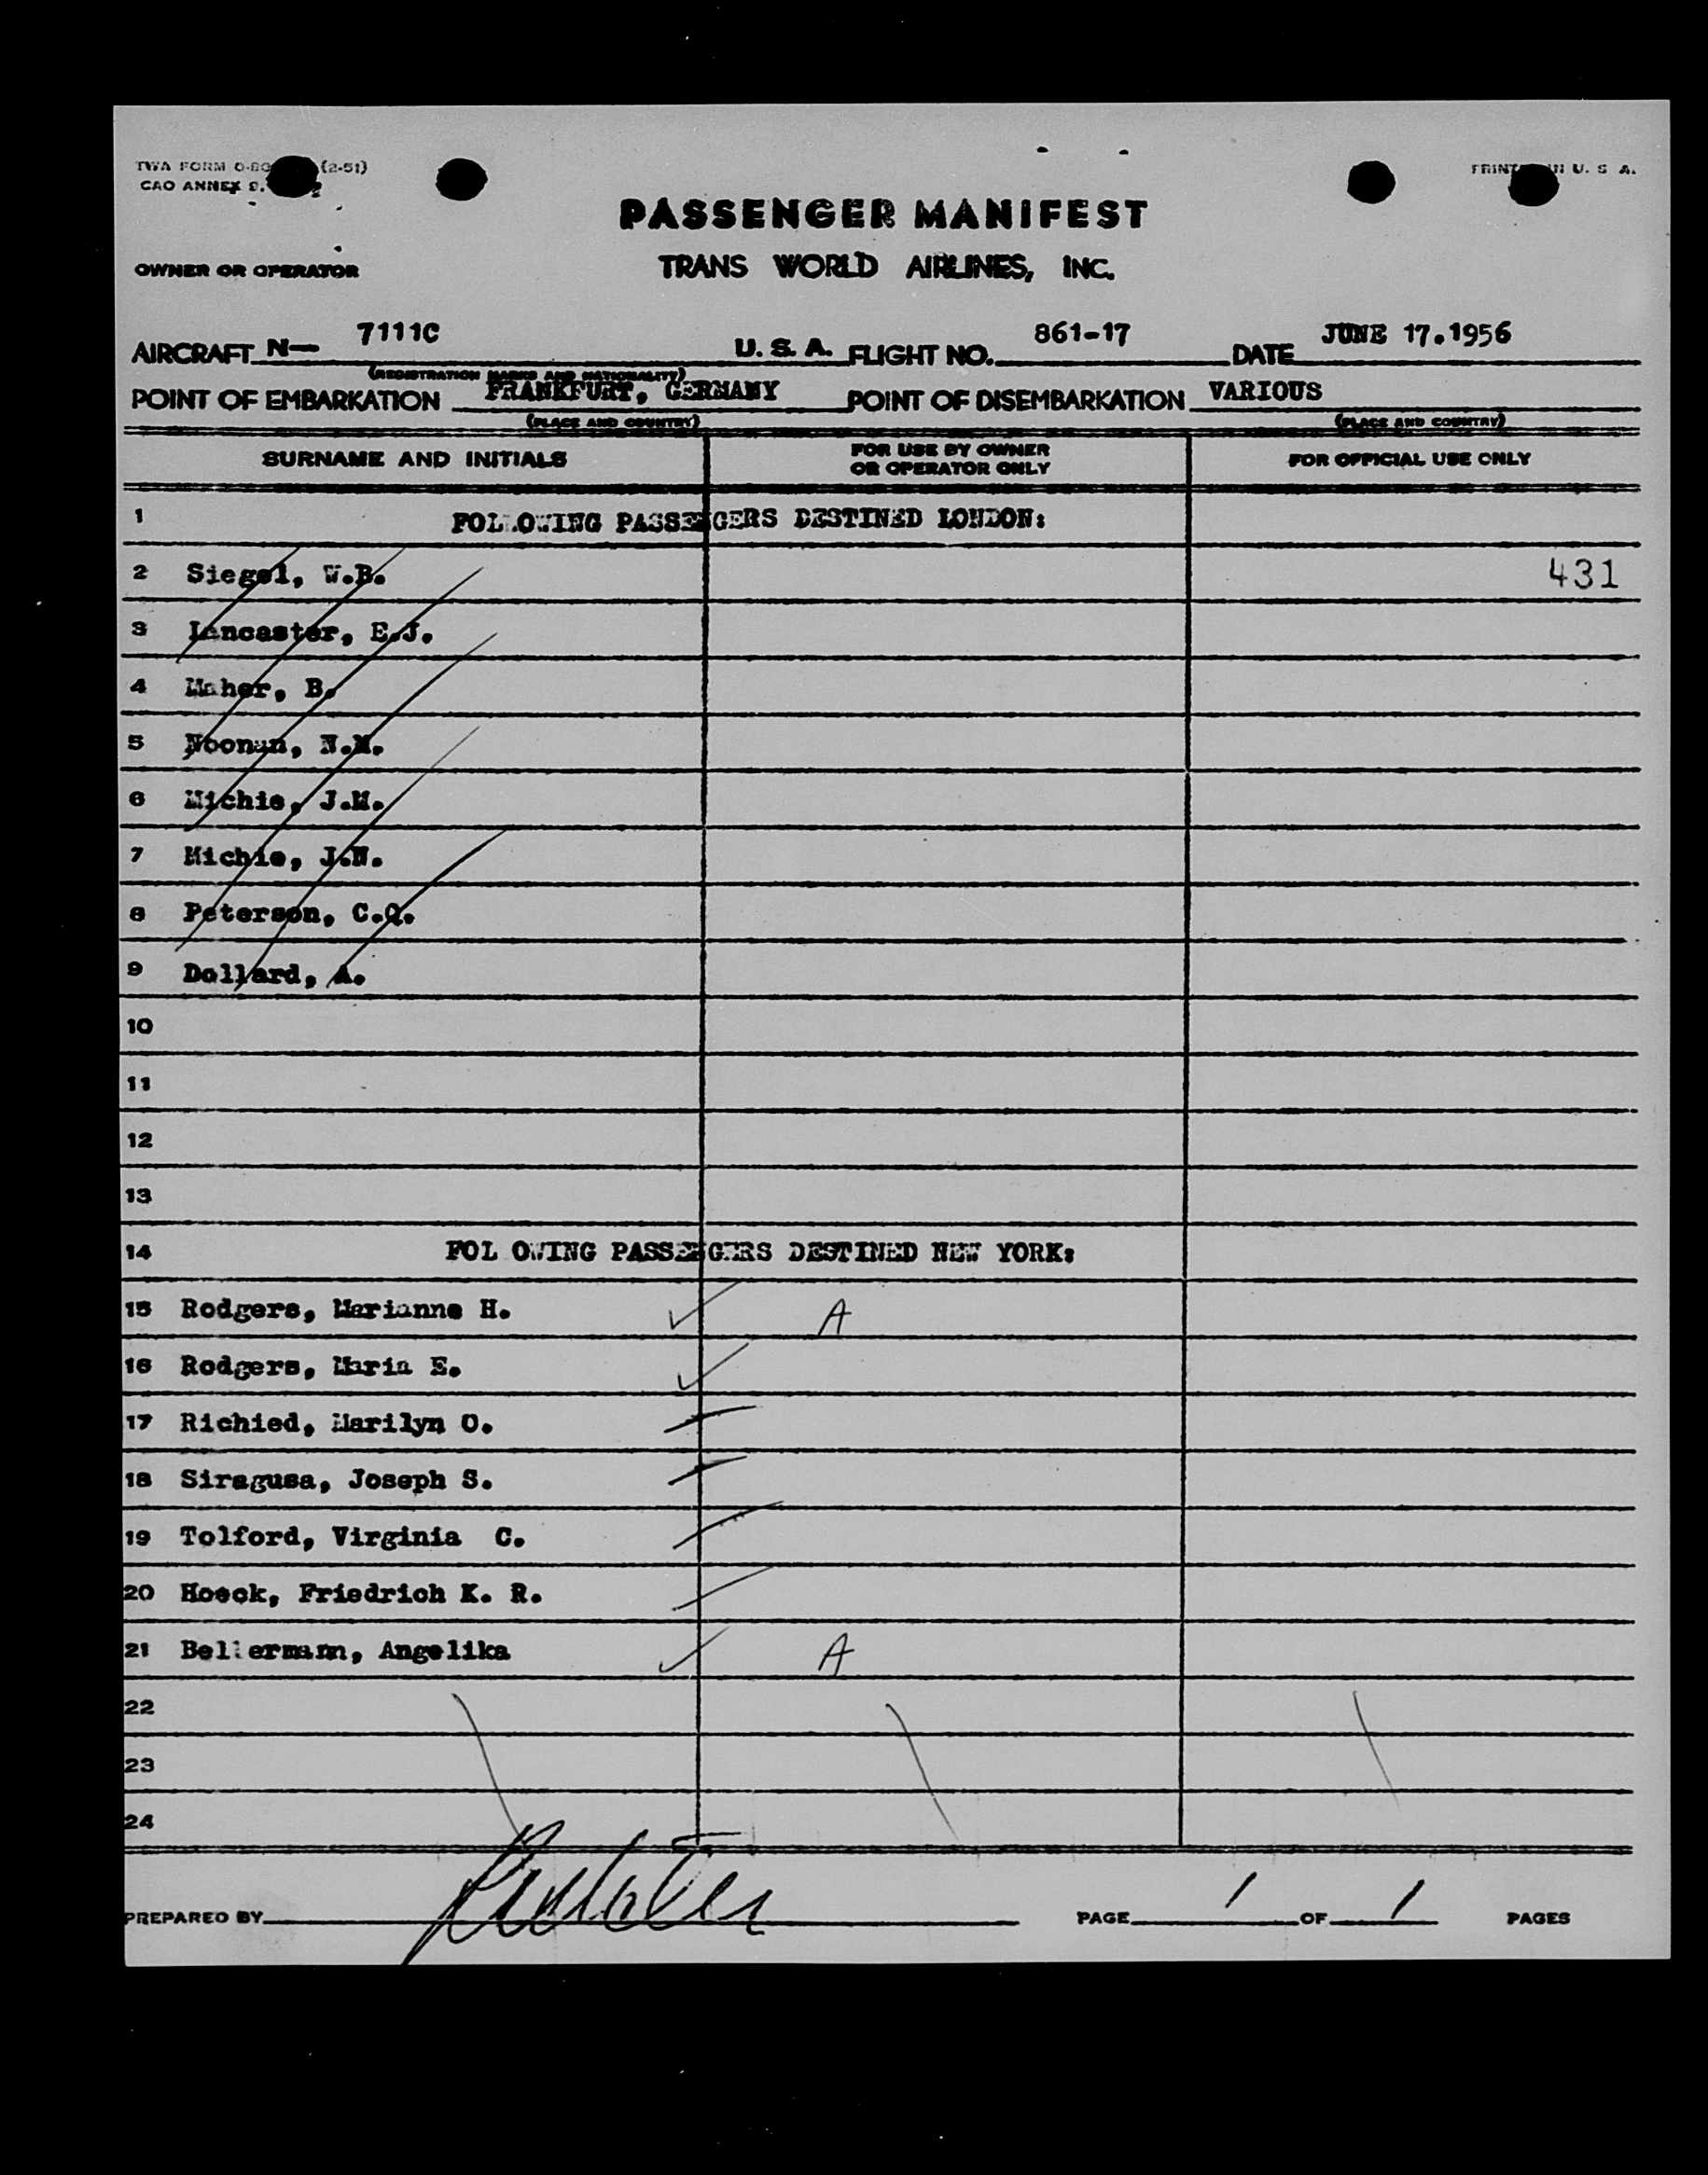 TWA FORM (2-51)
PRINTED IN U. S. A.
CAO ANNEX 9.
PASSENGER MANIFEST
OWNER OR OPERATOR TRANS WORLD AIRLINES, INC.
AIRCRAFT N— 7111C U. S. A. FLIGHT NO. 861-17 DATE JUNE 17.1956
(REGISTRATION MARKS AND NATIONALITY)
POINT OF EMBARKATION FRANKFURT, GERMANY POINT OF DISEMBARKATION VARIOUS
(PLACE AND COUNTRY) (PLACE AND COUNTRY)
SURNAME AND INITIALS FOR USE BY OWNER OR OPERATOR ONLY FOR OFFICIAL USE ONLY
1 FOLLOWING PASSENGERS DESTINED LONDON:
2 Siegel, W.B. 431
3 Lancaster, E.J.
4 Maher, B.
5 Noonan, N.M.
6 Michie, J.M.
7 Michie, J.N.
8 Peterson, C.Q.
9 Dollard, A.
10
11
12
13
14 FOL OWING PASSENGERS DESTINED NEW YORK:
15 Rodgers, Marianne H. A
16 Rodgers, Maria E.
17 Richied, Marilyn O.
18 Siragusa, Joseph S.
19 Tolford, Virginia C.
20 Hoeck, Friedrich K. R.
21 Bellermann, Angelika A
22
23
24
PREPARED BY PAGE 1 OF 1 PAGES